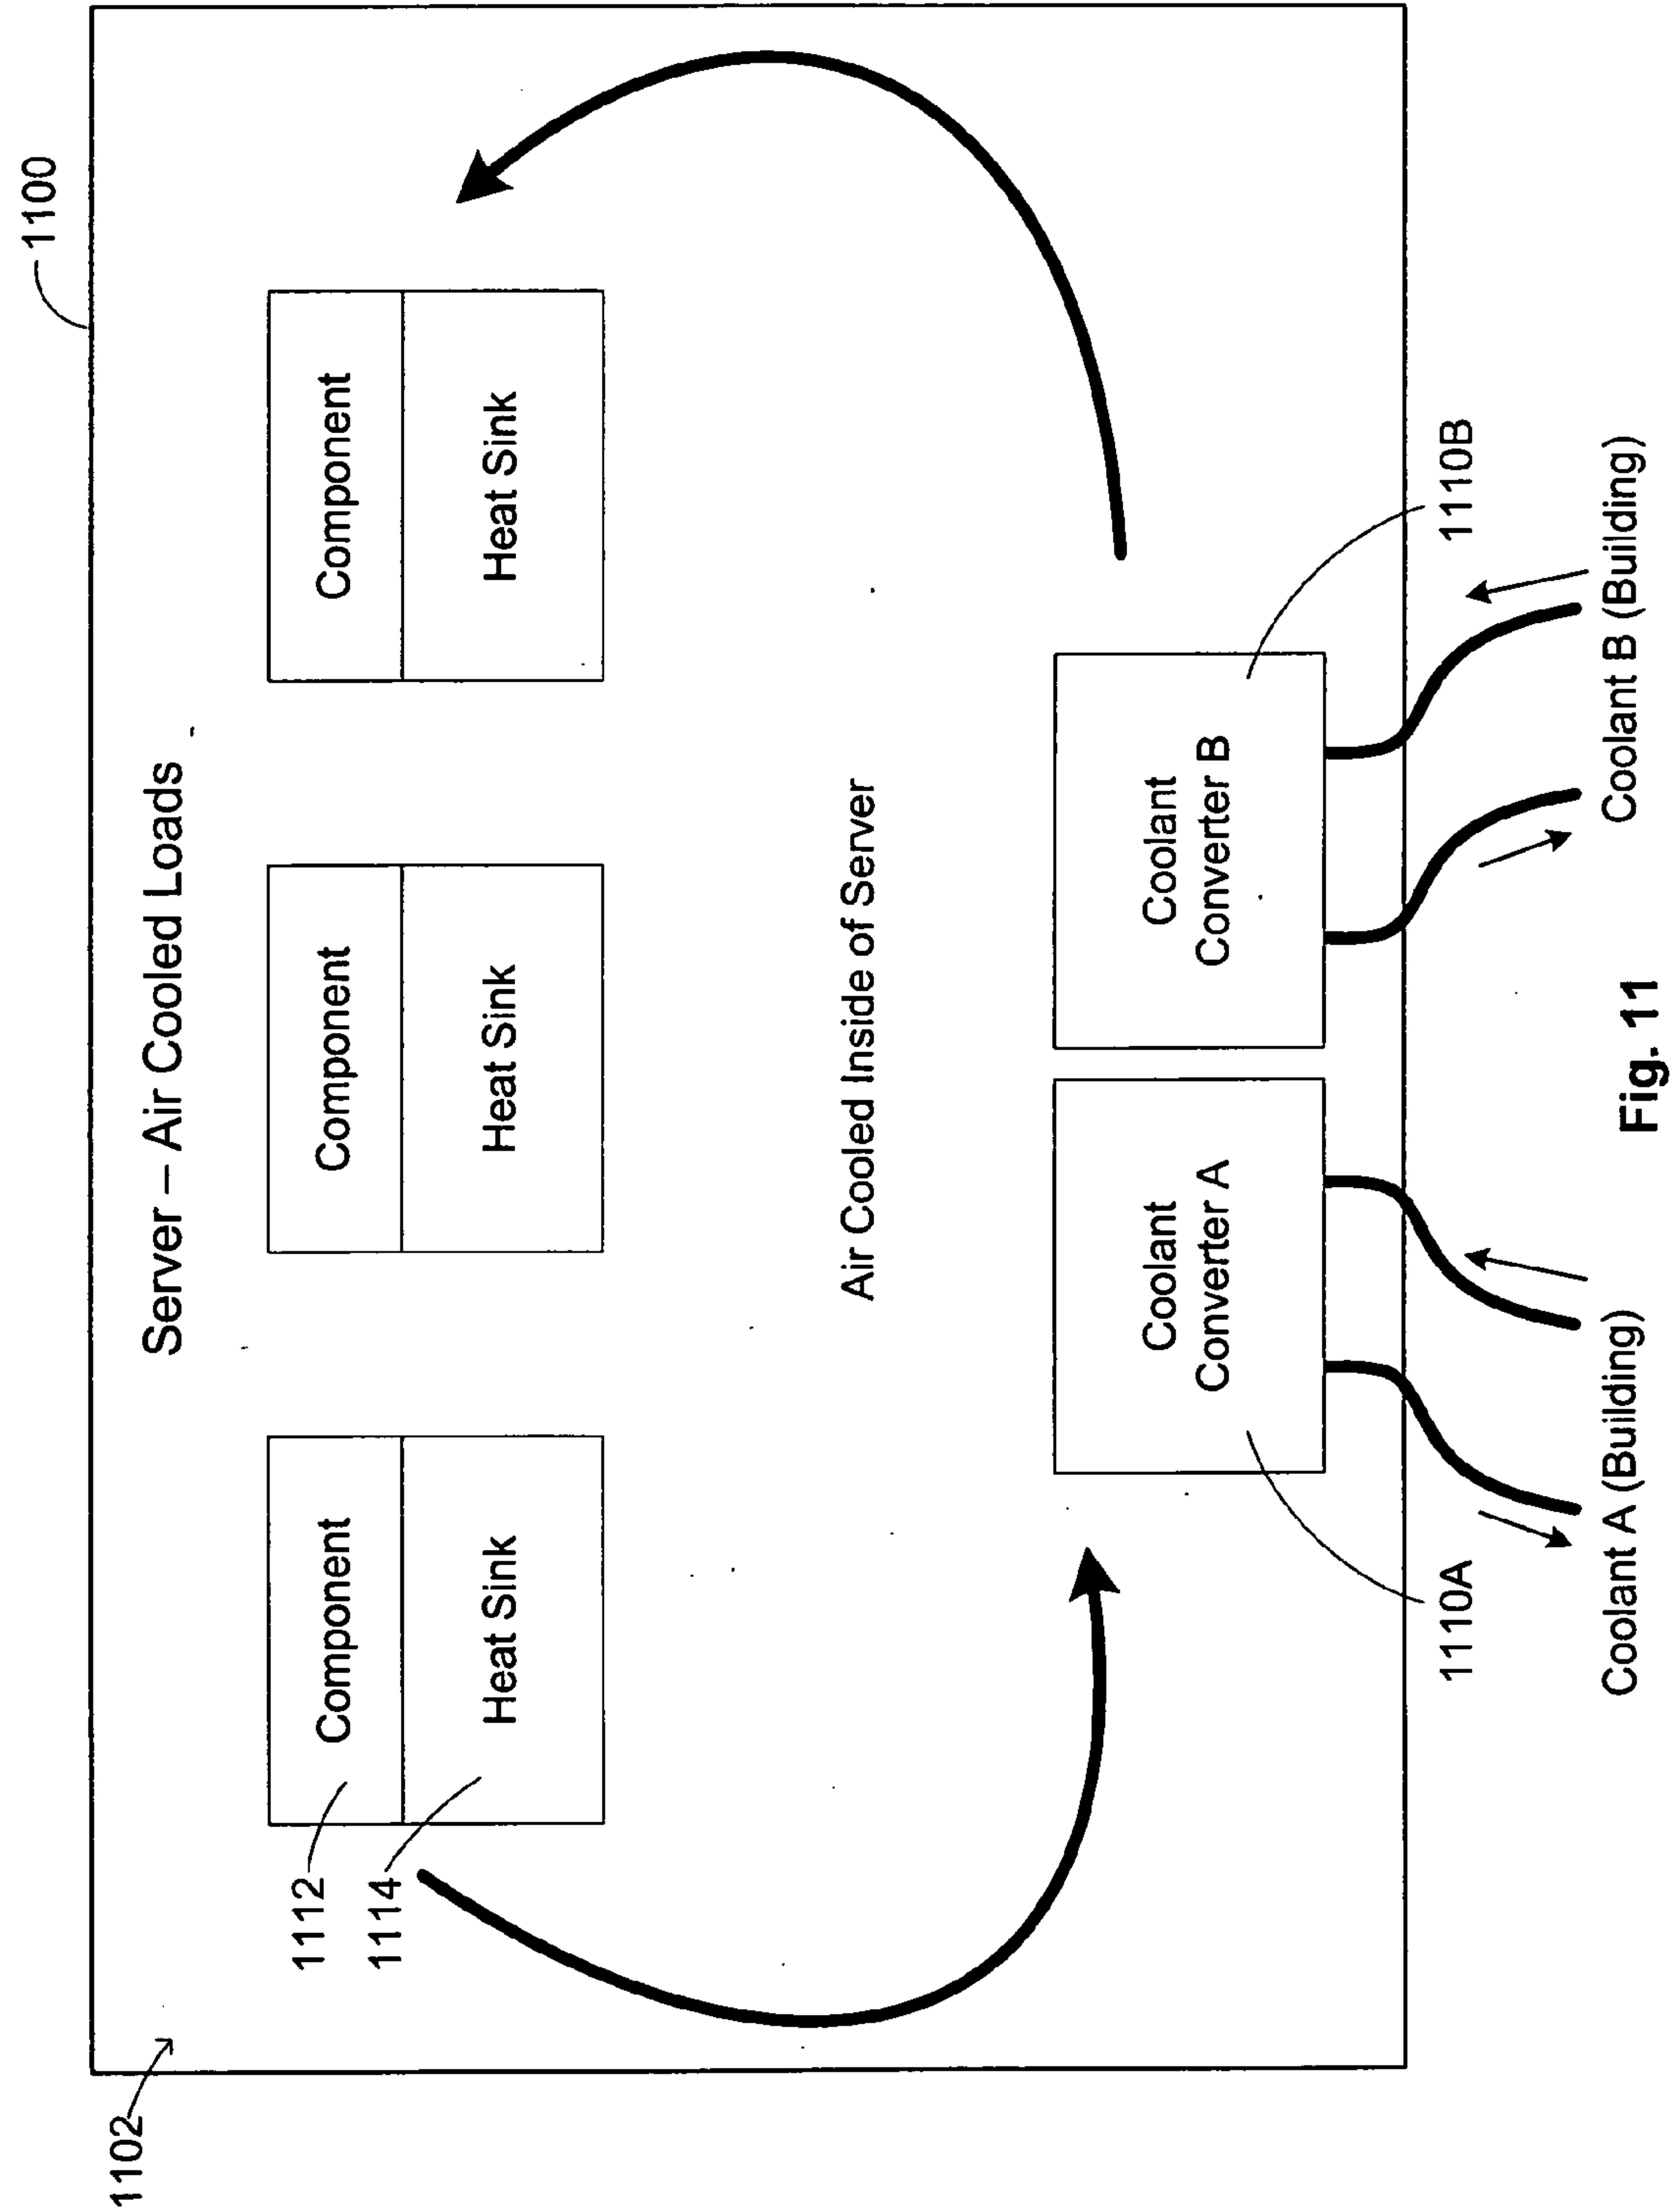 1102
1100
Server – Air Cooled Loads
1112
1114
Component
Heat Sink
Component
Heat Sink
Component
Heat Sink
Air Cooled Inside of Server
Coolant
Converter A
Coolant
Converter B
1110A
1110B
Coolant A (Building)
Coolant B (Building)
Fig. 11